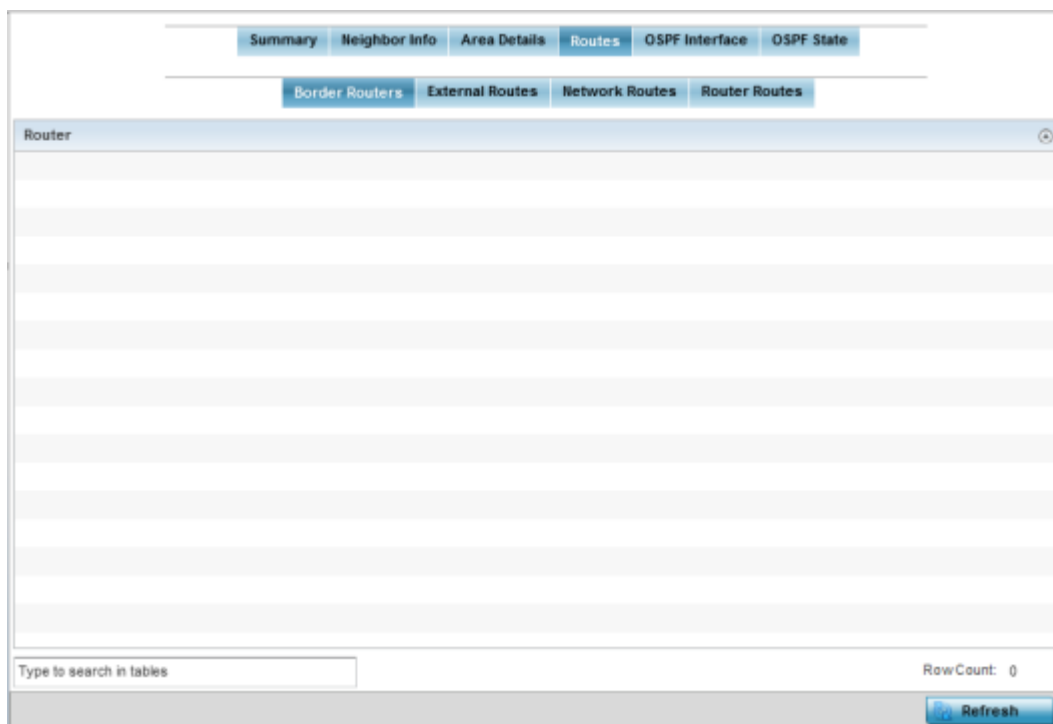 Summary Neighbor Info Area Details Routes OSPF Interface OSPF State
Border Routers External Routes Network Routes Router Routes
Router
Type to search in tables Row Count: 0
Refresh